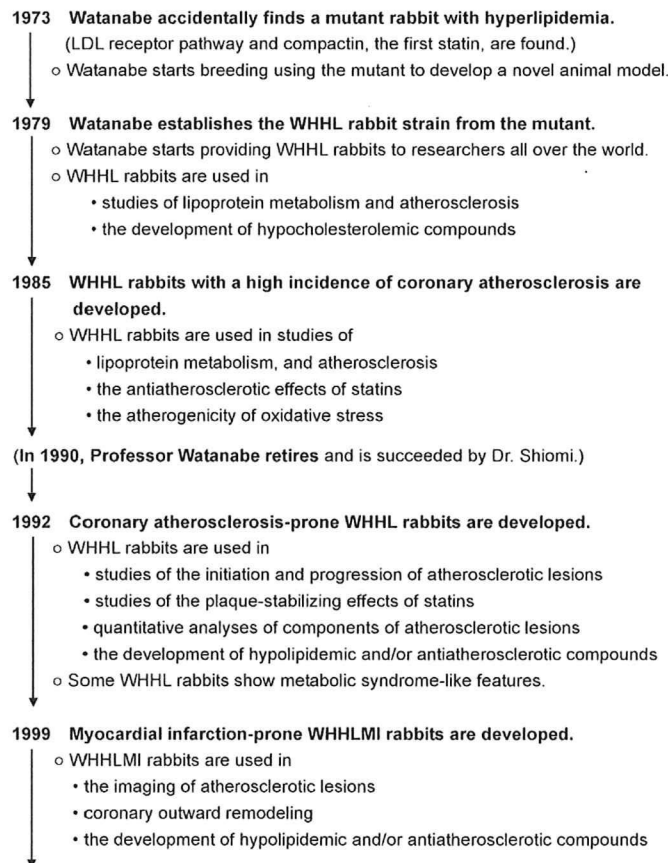 1973 Watanabe accidentally finds a mutant rabbit with hyperlipidemia.
(LDL receptor pathway and compactin, the first statin, are found.)
o Watanabe starts breeding using the mutant to develop a novel animal model.
1979 Watanabe establishes the WHHL rabbit strain from the mutant.
o Watanabe starts providing WHHL rabbits to researchers all over the world.
o WHHL rabbits are used in
• studies of lipoprotein metabolism and atherosclerosis
• the development of hypocholesterolemic compounds
1985 WHHL rabbits with a high incidence of coronary atherosclerosis are
developed.
o WHHL rabbits are used in studies of
• lipoprotein metabolism, and atherosclerosis
• the antiatherosclerotic effects of statins
• the atherogenicity of oxidative stress
(In 1990, Professor Watanabe retires and is succeeded by Dr. Shiomi.)
1992 Coronary atherosclerosis-prone WHHL rabbits are developed.
o WHHL rabbits are used in
• studies of the initiation and progression of atherosclerotic lesions
• studies of the plaque-stabilizing effects of statins
• quantitative analyses of components of atherosclerotic lesions
• the development of hypolipidemic and/or antiatherosclerotic compounds
o Some WHHL rabbits show metabolic syndrome-like features.
1999 Myocardial infarction-prone WHHLMI rabbits are developed.
o WHHLMI rabbits are used in
• the imaging of atherosclerotic lesions
• coronary outward remodeling
• the development of hypolipidemic and/or antiatherosclerotic compounds